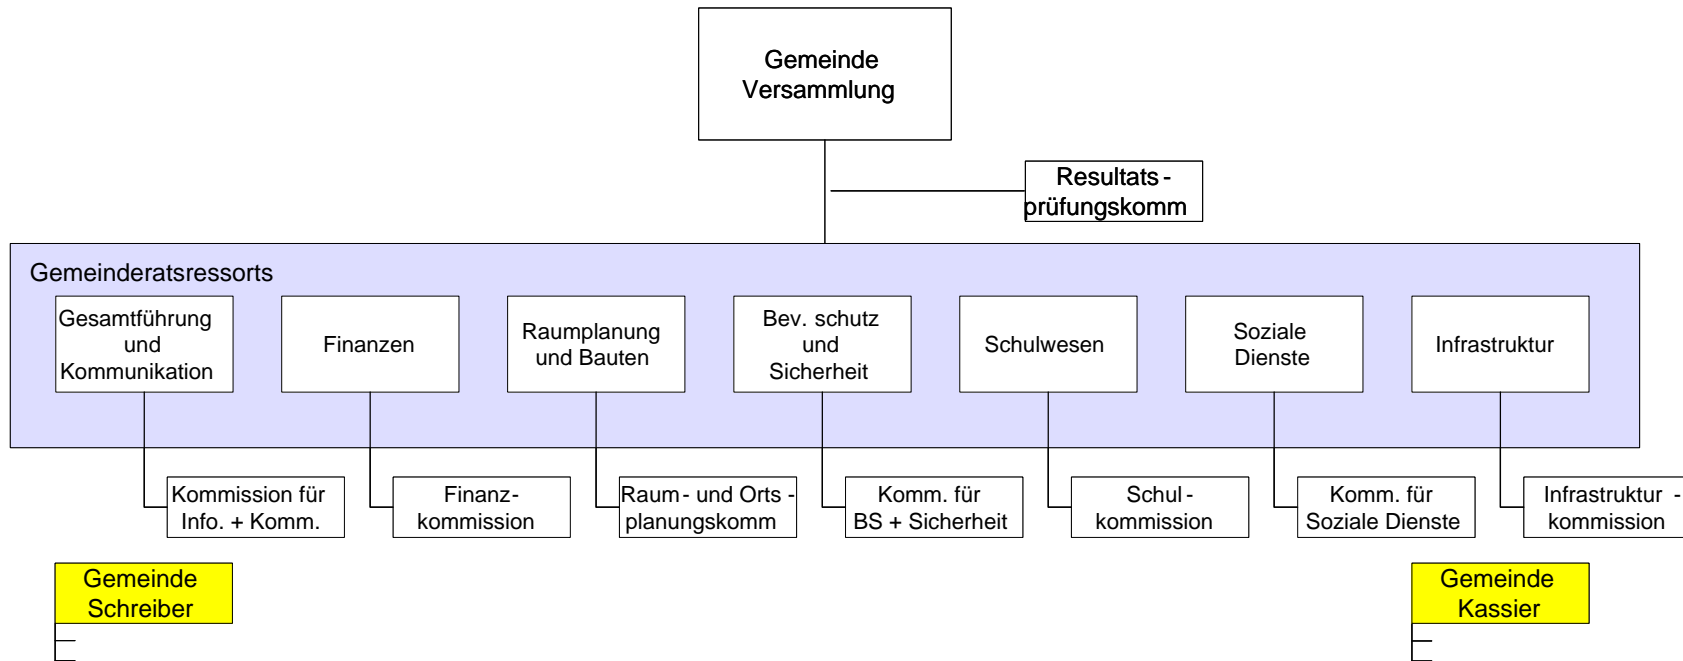 Gemeinde
Versammlung
Resultats-
prüfungskomm
Gemeinderatsressorts
Gesamtführung
und
Kommunikation
Finanzen
Raumplanung
und Bauten
Bev. schutz
und
Sicherheit
Schulwesen
Soziale
Dienste
Infrastruktur
Kommission für
Info. + Komm.
Finanz-
kommission
Raum- und Orts-
planungskomm
Komm. für
BS + Sicherheit
Schul-
kommission
Komm. für
Soziale Dienste
Infrastruktur -
kommission
Gemeinde
Schreiber
Gemeinde
Kassier